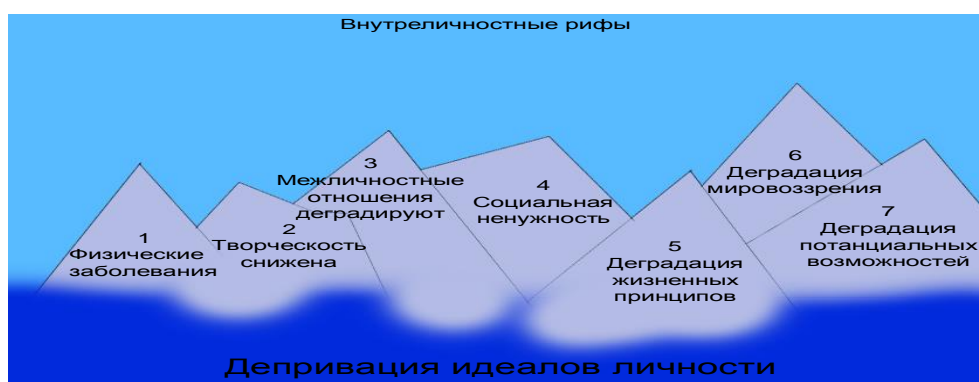 Внутреличностные рифы
1
Физические
заболевания
2
Творческость
снижена
3
Межличностные
отношения
деградируют
4
Социальная
ненужность
5
Деградация
жизненных
принципов
6
Деградация
мировоззрения
7
Деградация
потанциальных
возможностей
Депривация идеалов личности